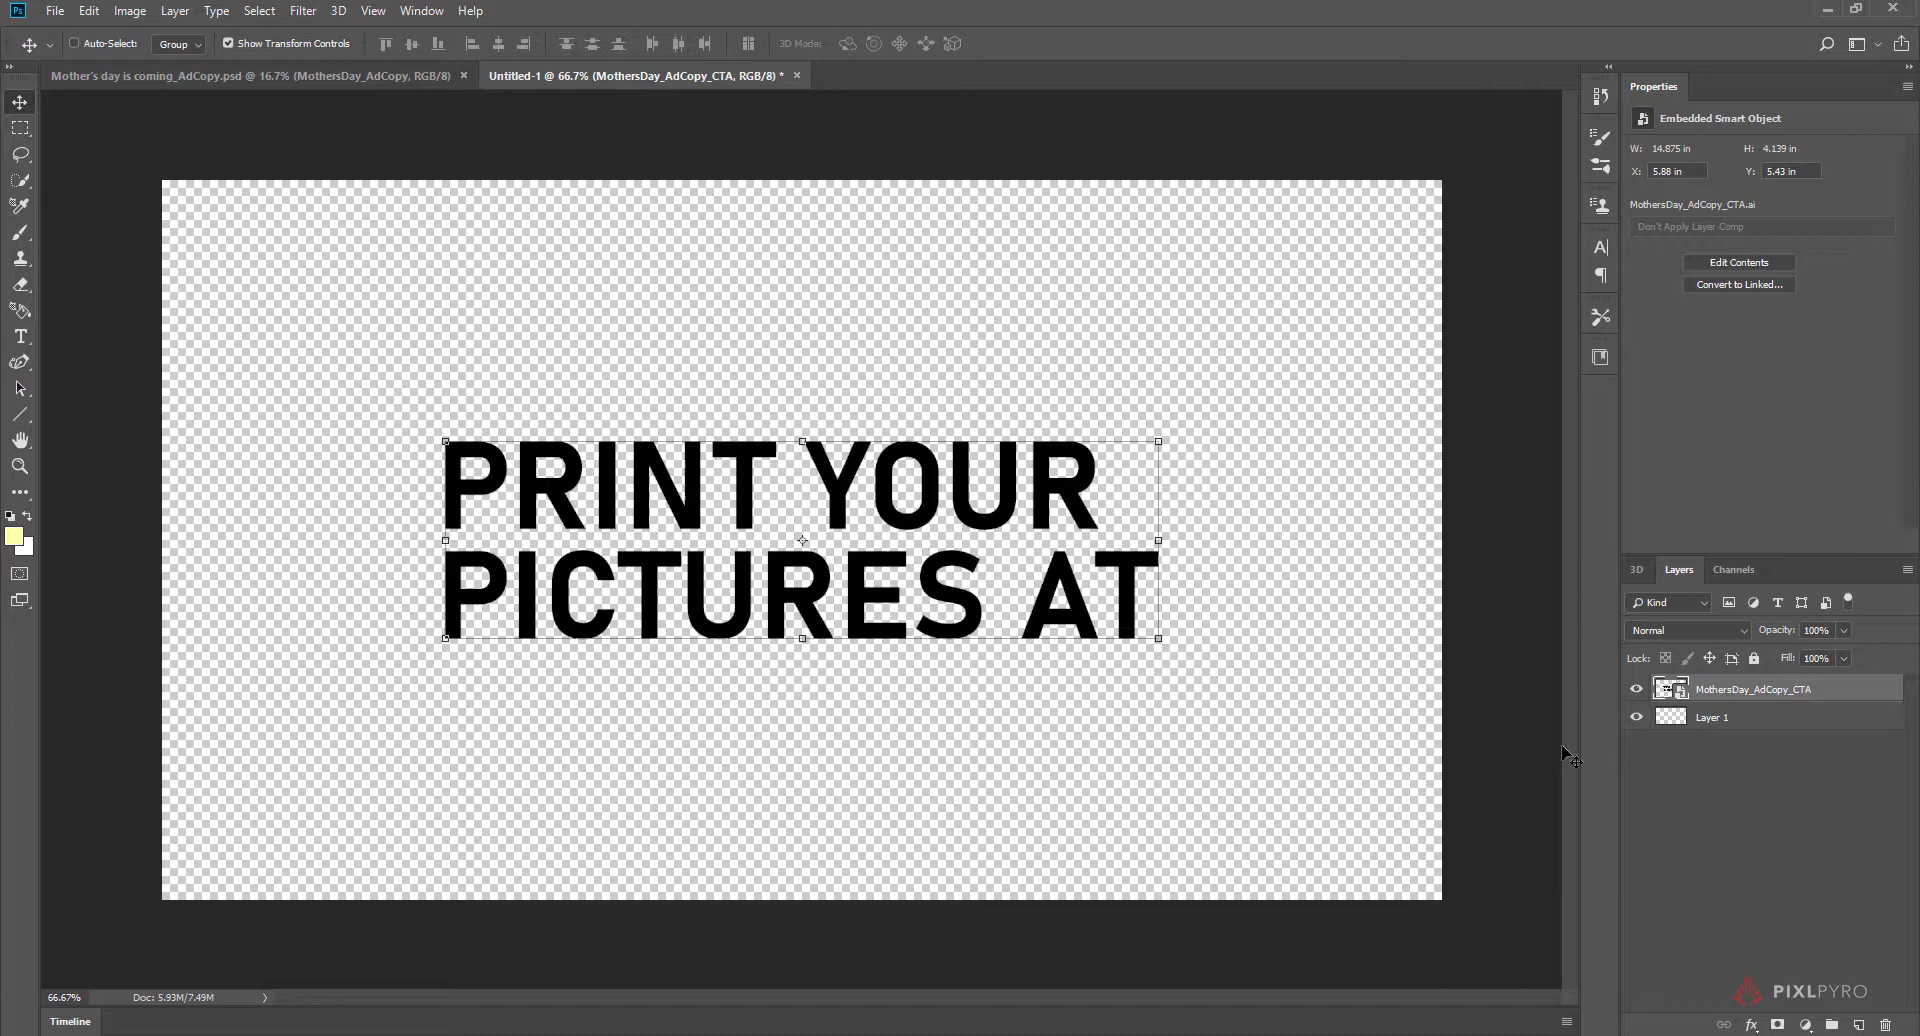 Ps File Edit Image Layer Type Select Filter 3D View Window Help
Auto-Select: Group Show Transform Controls 3D Mode:
Mother's day is coming_AdCopy.psd @ 16.7% (MothersDay_AdCopy, RGB/8) × Untitled-1 @ 66.7% (MothersDay_AdCopy_CTA, RGB/8) * ×
Properties
Embedded Smart Object
W: 14.875 in H: 4.139 in
X: 5.88 in Y: 5.43 in
MothersDay_AdCopy_CTA.ai
Don't Apply Layer Comp
Edit Contents
Convert to Linked...
PRINT YOUR
PICTURES AT
3D Layers Channels
Kind
Normal Opacity: 100%
Lock: Fill: 100%
MothersDay_AdCopy_CTA
Layer 1
PIXLPYRO
66.67% Doc: 5.93M/7.49M
Timeline